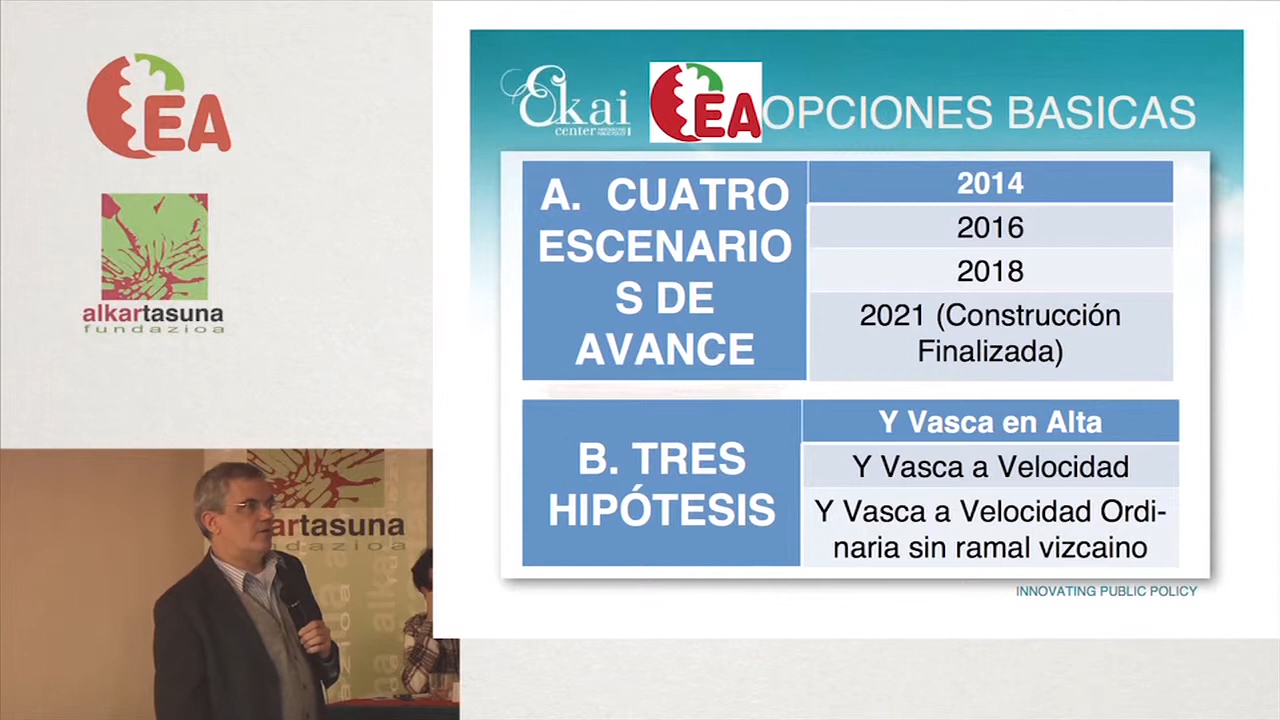 EA
alkartasuna
fundazioa
Ekai
center
EA
OPCIONES BASICAS
A. CUATRO
ESCENARIO
S DE
AVANCE
2014
2016
2018
2021 (Construcción
Finalizada)
B. TRES
HIPÓTESIS
Y Vasca en Alta
Y Vasca a Velocidad
Y Vasca a Velocidad Ordi-
naria sin ramal vizcaino
INNOVATING PUBLIC POLICY
kartasuna
fundazioa